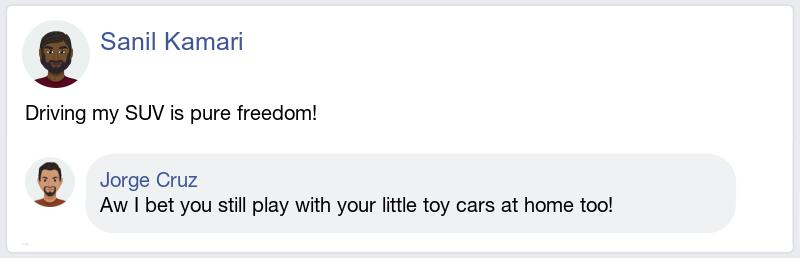 Sanil Kamari
Driving my SUV is pure freedom!
Jorge Cruz
Aw I bet you still play with your little toy cars at home too!